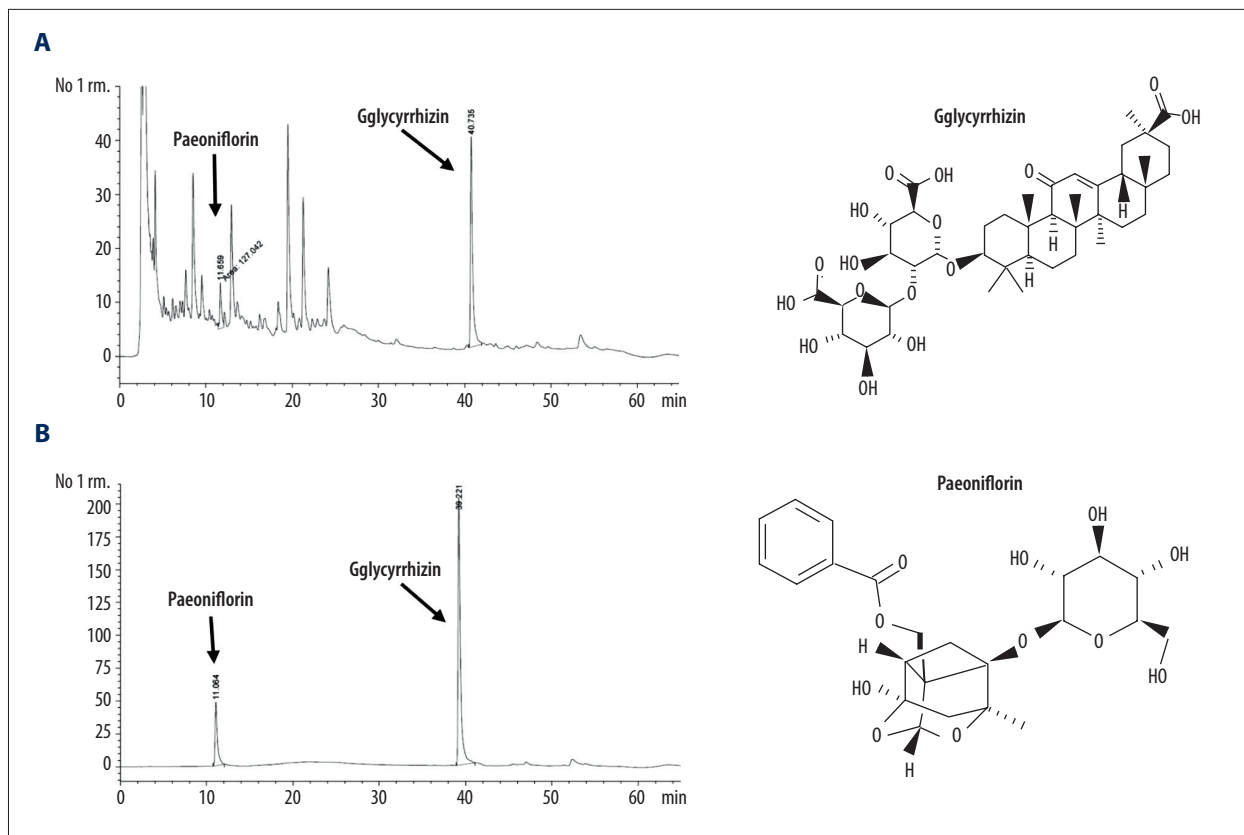 A
No 1 rm.
40
30
20
10
0
Paeoniflorin
Gglycyrrhizin
11.659
Area: 127.042
40.735
0 10 20 30 40 50 60 min
Gglycyrrhizin
O
OH
O
H
H
H
O
OH
HO
O
HO
O
O
O
HO
O
O
HO
OH
OH
B
No 1 rm.
200
175
150
125
100
75
50
25
0
Paeoniflorin
Gglycyrrhizin
11.064
39.221
0 10 20 30 40 50 60 min
Paeoniflorin
O
O
OH
HO
OH
O
O
HO
H
HO
O
O
H